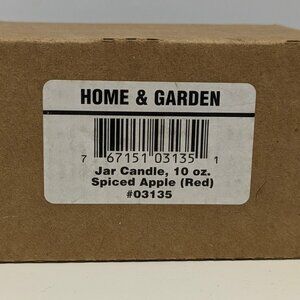 HOME & GARDEN
7 67151 03135 1
Jar Candle, 10 oz.
Spiced Apple (Red)
#03135